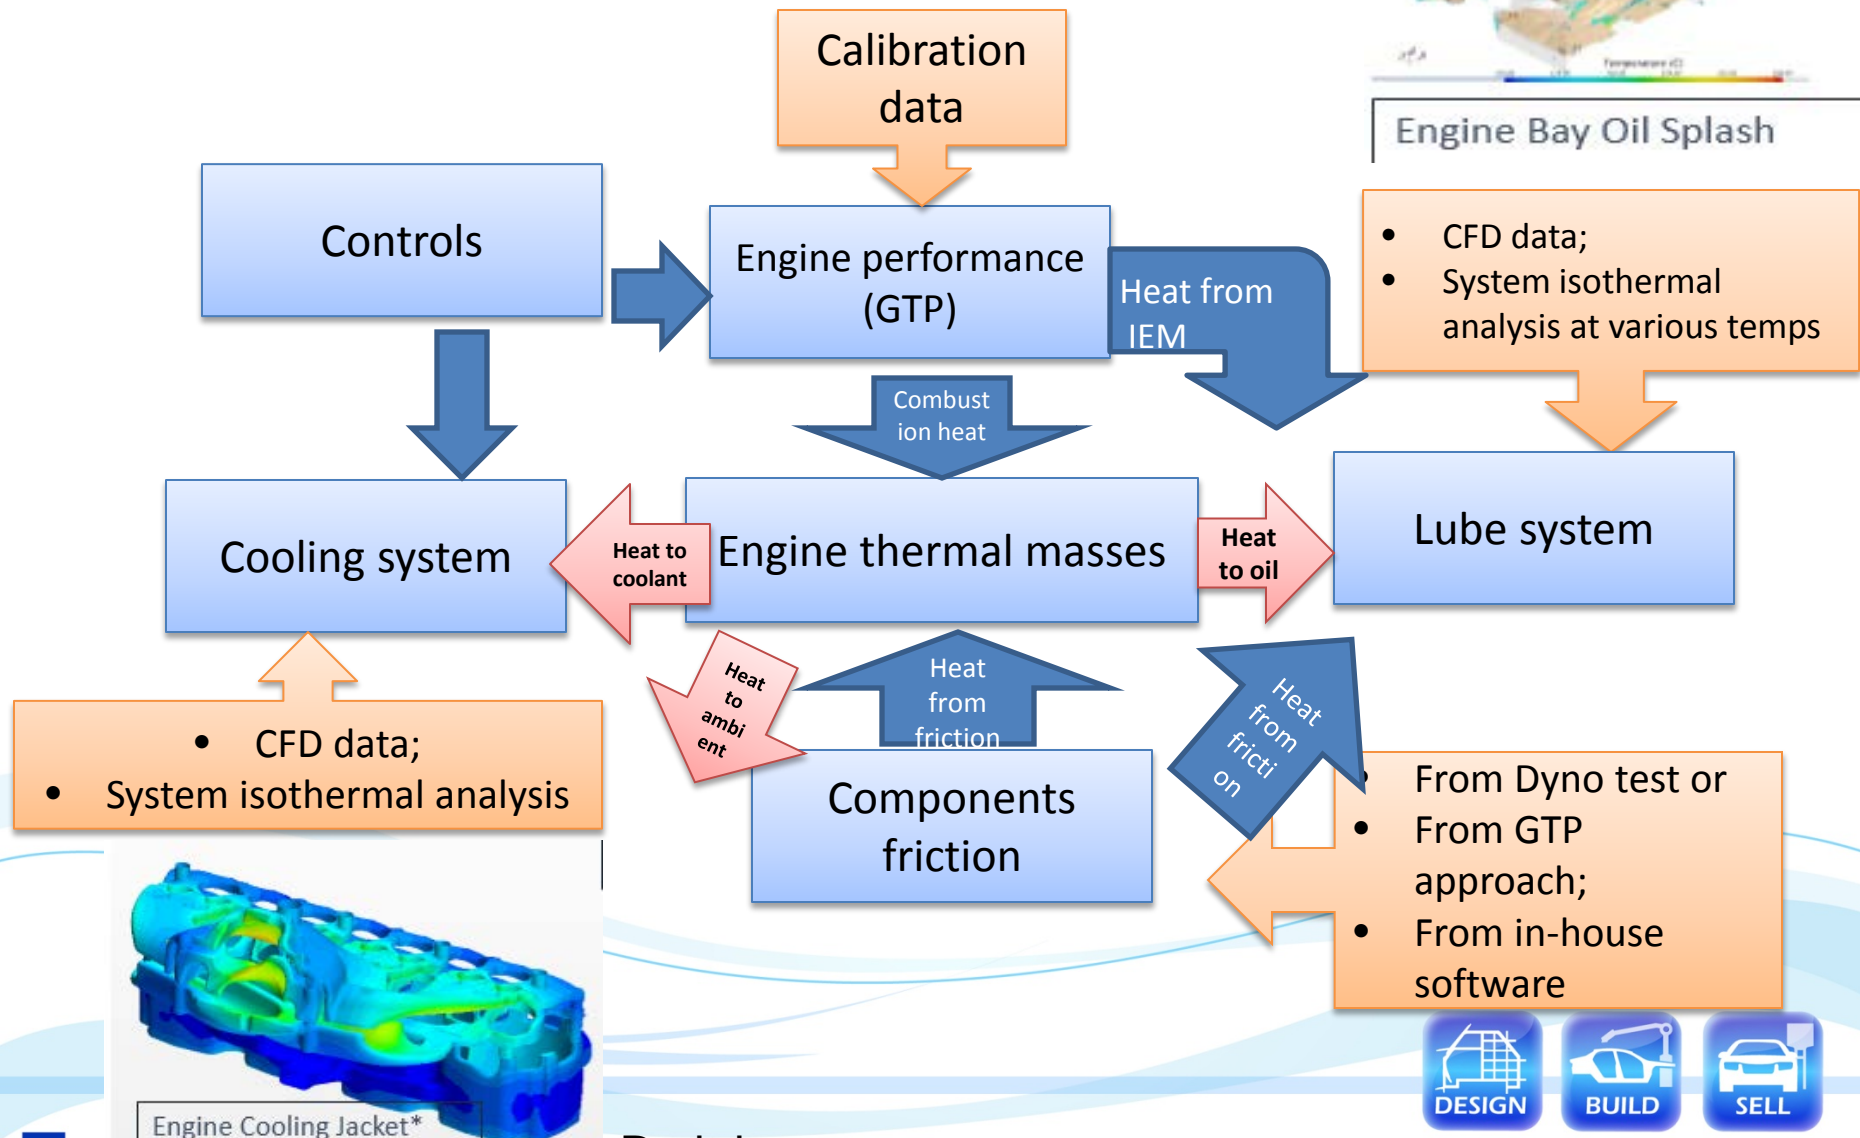 Calibration
data
Temperature (C)
Engine Bay Oil Splash
Controls
Engine performance
(GTP)
Heat from
IEM
• CFD data;
• System isothermal
analysis at various temps
Combust
ion heat
Cooling system
Heat to
coolant
Engine thermal masses
Heat
to oil
Lube system
Heat
to
ambi
ent
Heat
from
friction
Heat
from
fricti
on
• CFD data;
• System isothermal analysis
Components
friction
• From Dyno test or
• From GTP
approach;
• From in-house
software
Engine Cooling Jacket*
DESIGN
BUILD
SELL